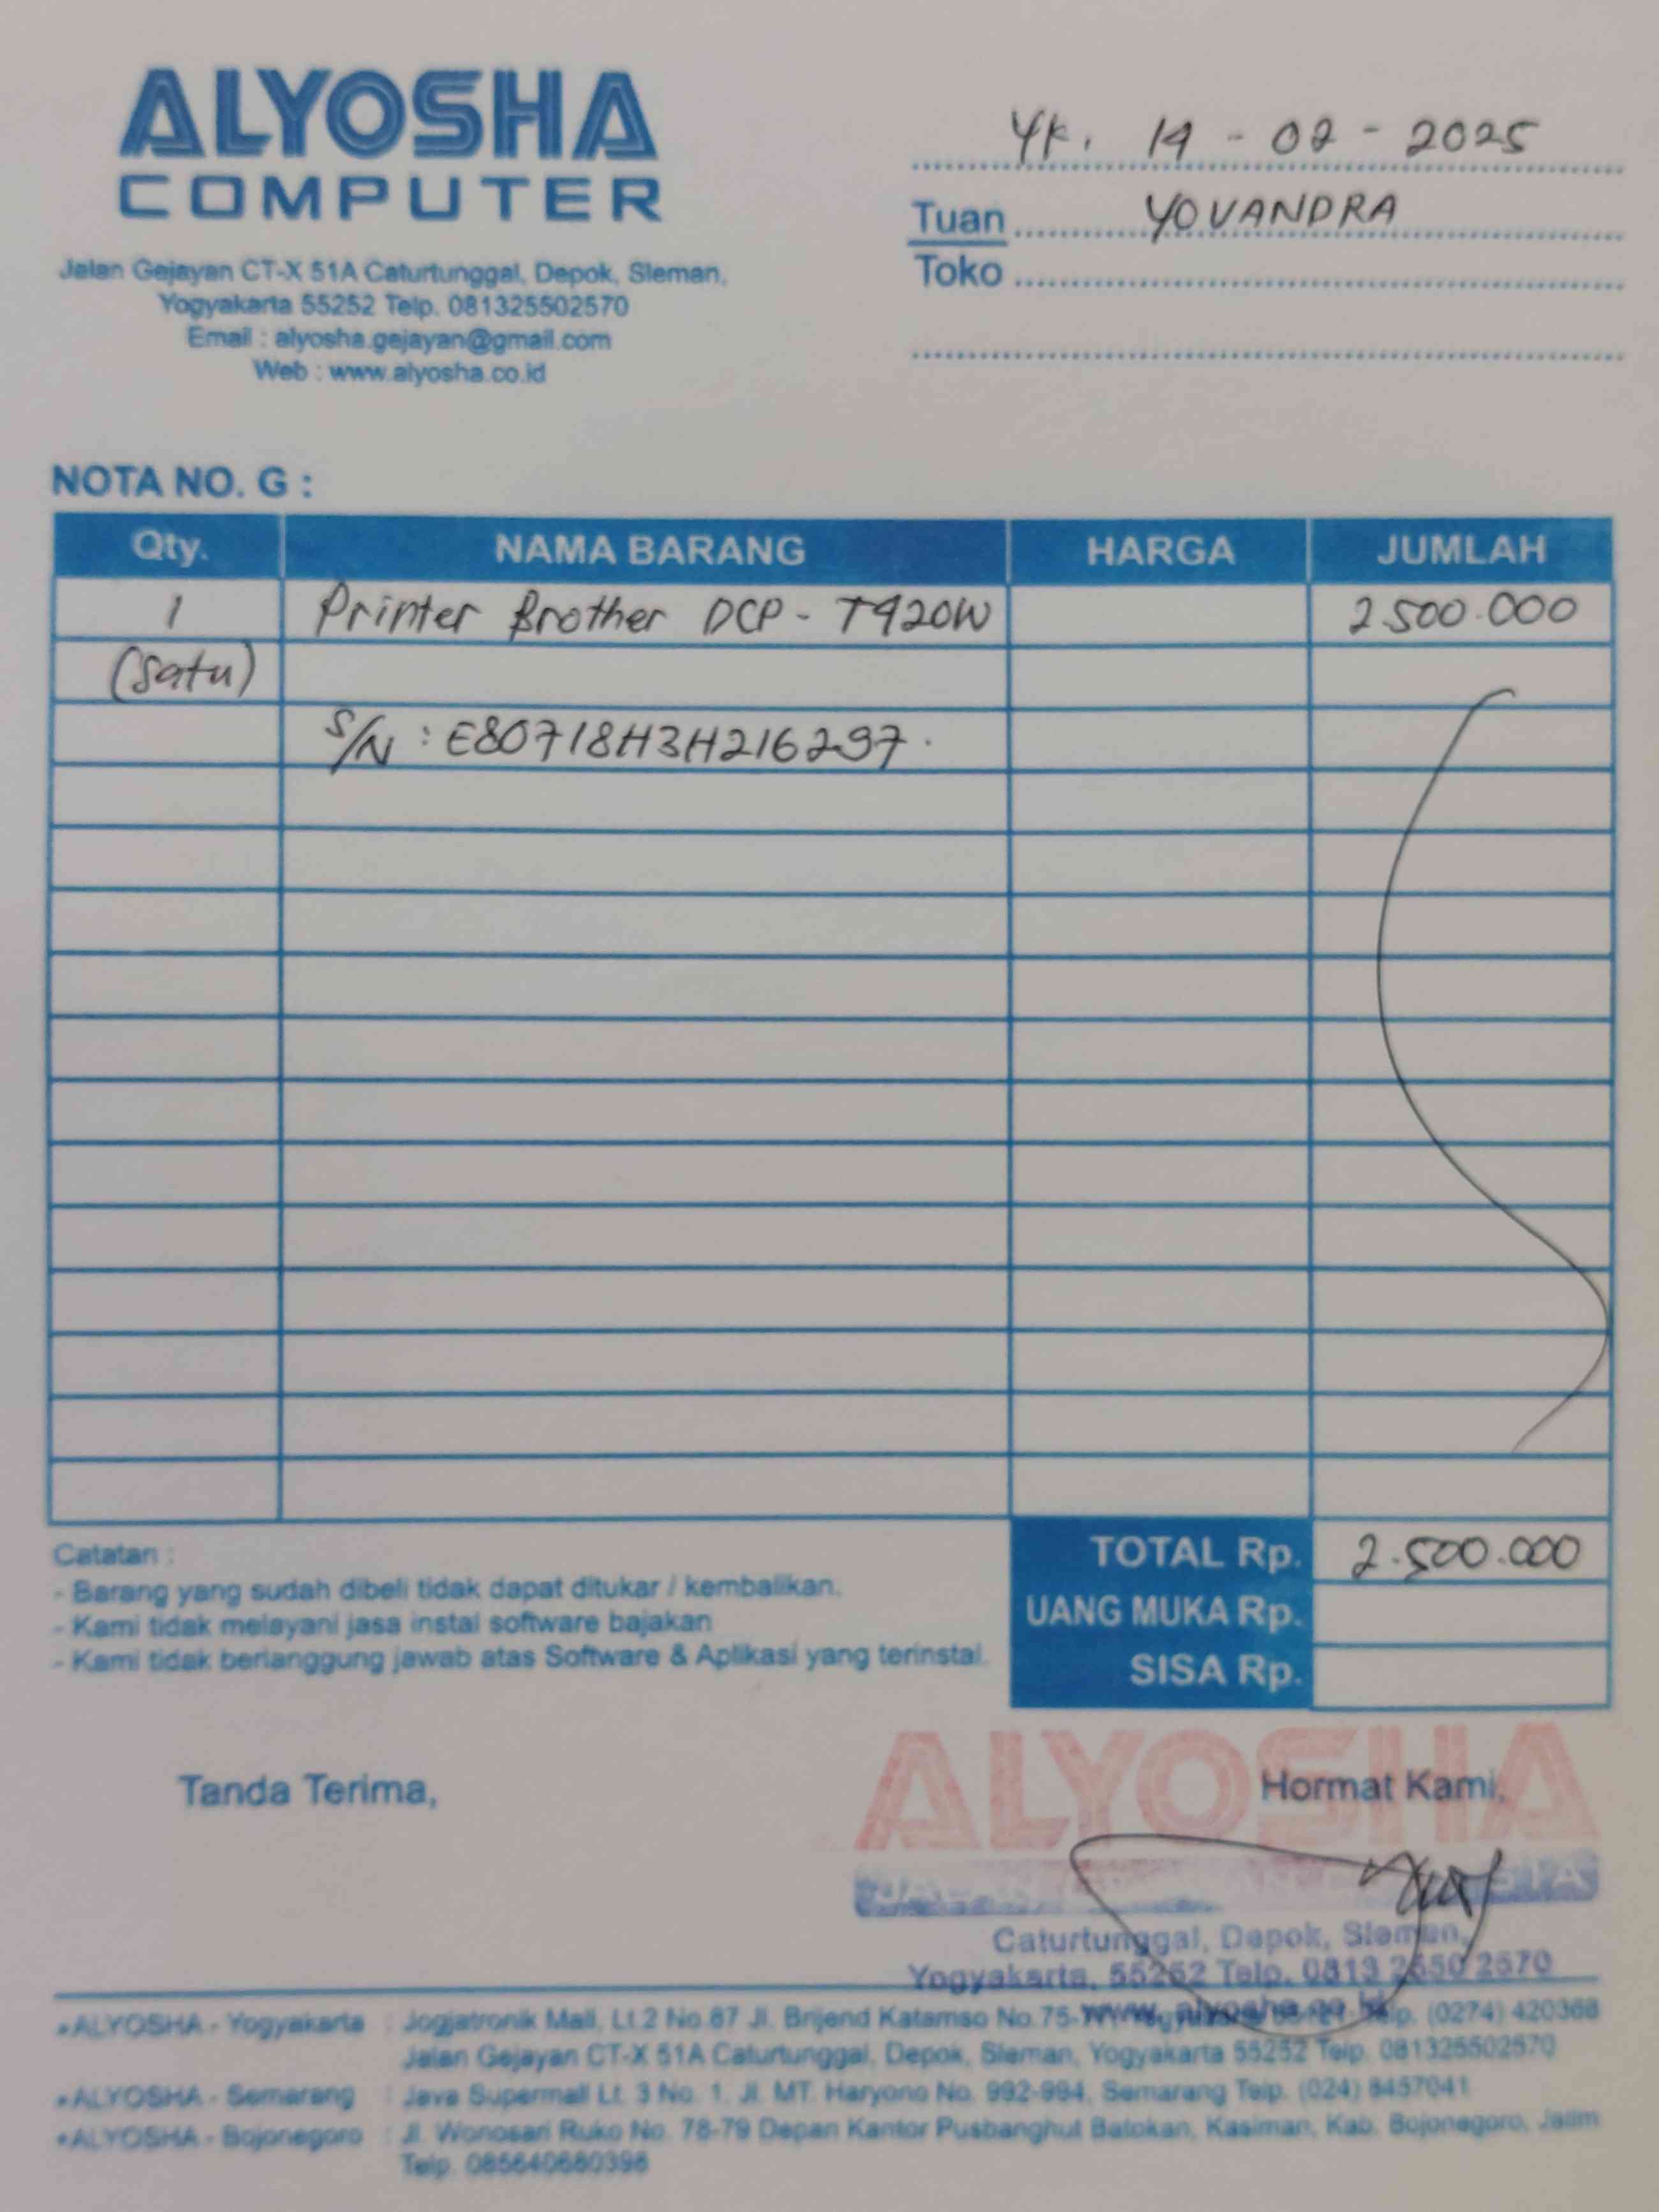 ALYOSHA
COMPUTER
Jalan Gejayan CT-X 51A Caturtunggal, Depok, Sleman,
Yogyakarta 55252 Telp. 081325502570
Email : alyosha.gejayan@gmail.com
Web : www.alyosha.co.id
Yk. 14 - 02 - 2025
Tuan YOVANDRA
Toko
NOTA NO. G :
Qty. NAMA BARANG HARGA JUMLAH
1 Printer Brother DCP - T420W 2.500.000
(Satu)
S/N : E80718H3H216297.
TOTAL Rp. 2.500.000
UANG MUKA Rp.
SISA Rp.
Catatan :
- Barang yang sudah dibeli tidak dapat ditukar / kembalikan.
- Kami tidak melayani jasa instal software bajakan
- Kami tidak berlanggung jawab atas Software & Aplikasi yang terinstal.
Tanda Terima,
Hormat Kami,
ALYOSHA
Caturtunggal, Depok, Sleman,
Yogyakarta, 55252 Telp. 0813 2550 2570
www. alyosha.co.id
•ALYOSHA - Yogyakarta : Jogjatronik Mall, Lt.2 No.87 Jl. Brijend Katamso No.75- Telp. (0274) 420368
Jalan Gejayan CT-X 51A Caturtunggal, Depok, Sleman, Yogyakarta 55252 Telp. 081325502570
•ALYOSHA - Semarang : Java Supermall Lt. 3 No. 1, Jl. MT. Haryono No. 992-994, Semarang Telp. (024) 8457041
•ALYOSHA - Bojonegoro : Jl. Wonosari Ruko No. 78-79 Depan Kantor Pusbanghut Batokan, Kasiman, Kab. Bojonegoro, Jatim
Telp. 085640680398